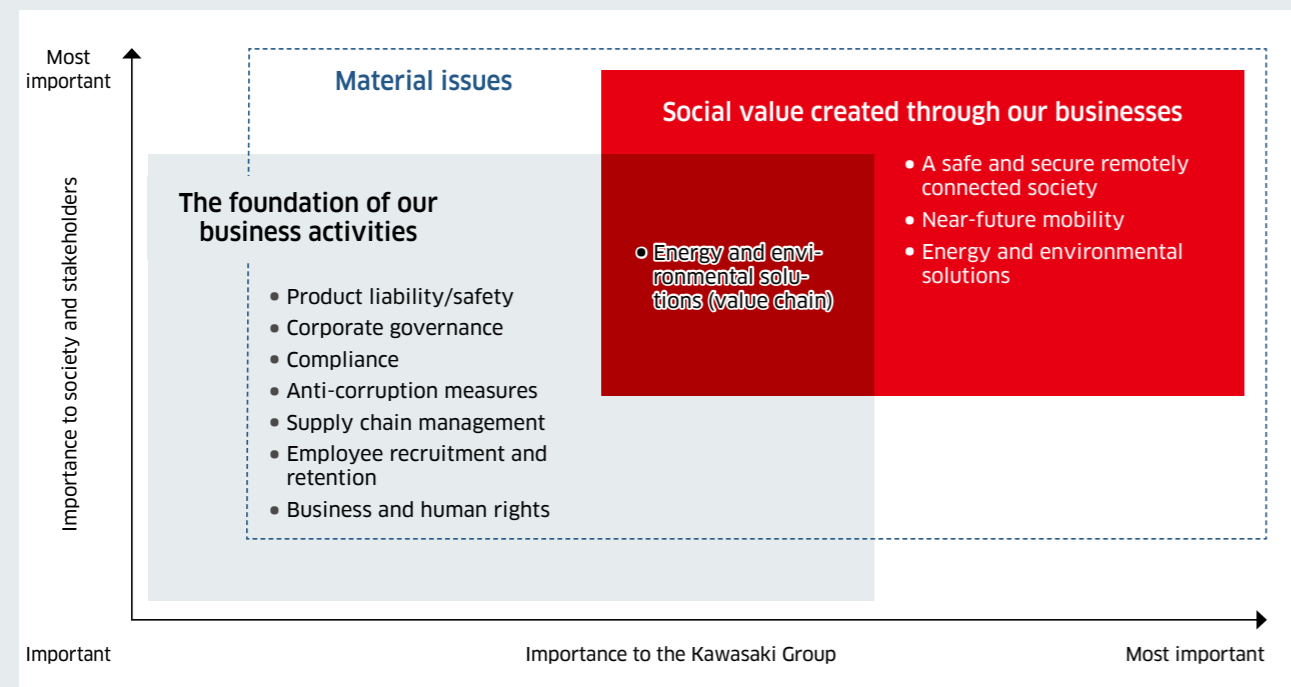 Most
important
Importance to society and stakeholders
Material issues
Social value created through our businesses
• A safe and secure remotely
connected society
• Near-future mobility
• Energy and environmental
solutions
The foundation of our
business activities
• Energy and envi-
ronmental solu-
tions (value chain)
• Product liability/safety
• Corporate governance
• Compliance
• Anti-corruption measures
• Supply chain management
• Employee recruitment and
retention
• Business and human rights
Important
Importance to the Kawasaki Group
Most important